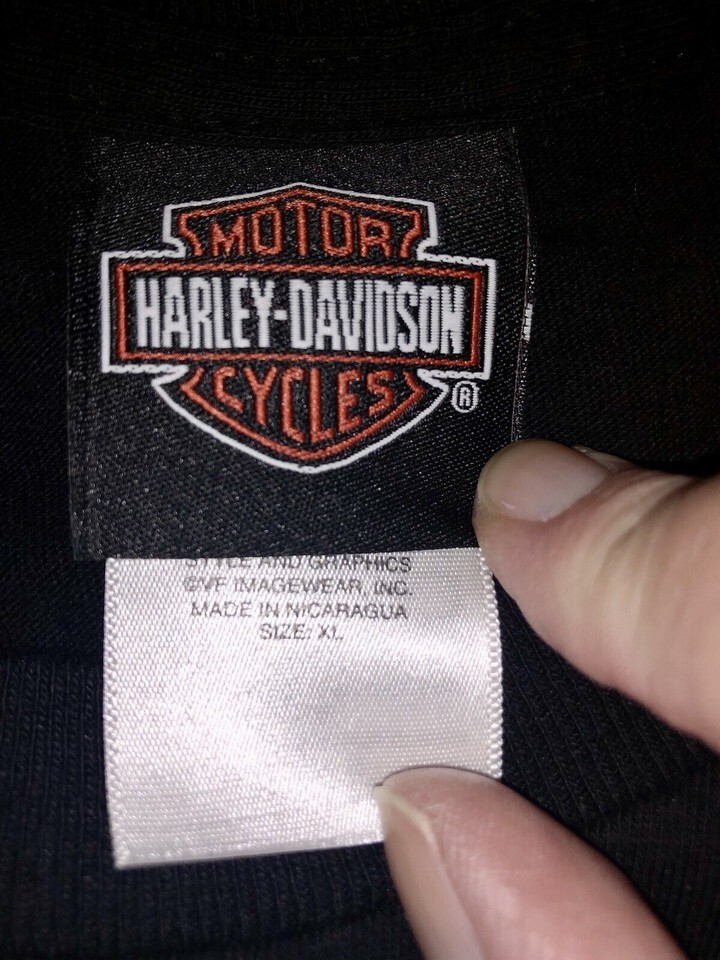 MOTOR
HARLEY-DAVIDSON
CYCLES
®
STYLE AND GRAPHICS
©VF IMAGEWEAR, INC.
MADE IN NICARAGUA
SIZE: XL